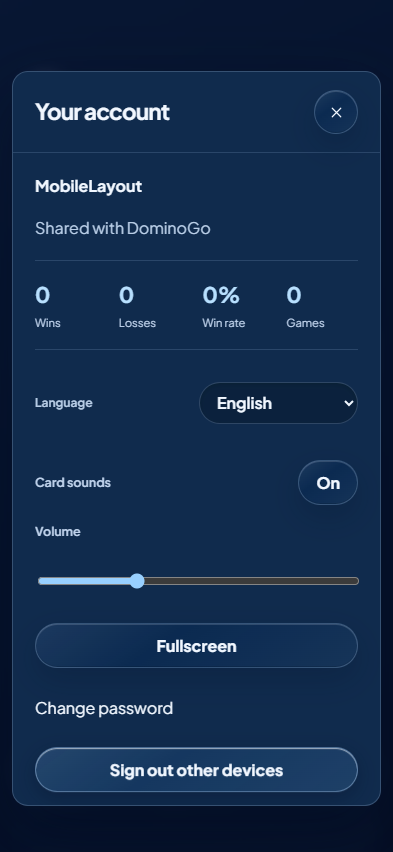 Your account
MobileLayout
Shared with DominoGo
0 0 0% 0
Wins Losses Win rate Games
Language English
Card sounds On
Volume
Fullscreen
Change password
Sign out other devices